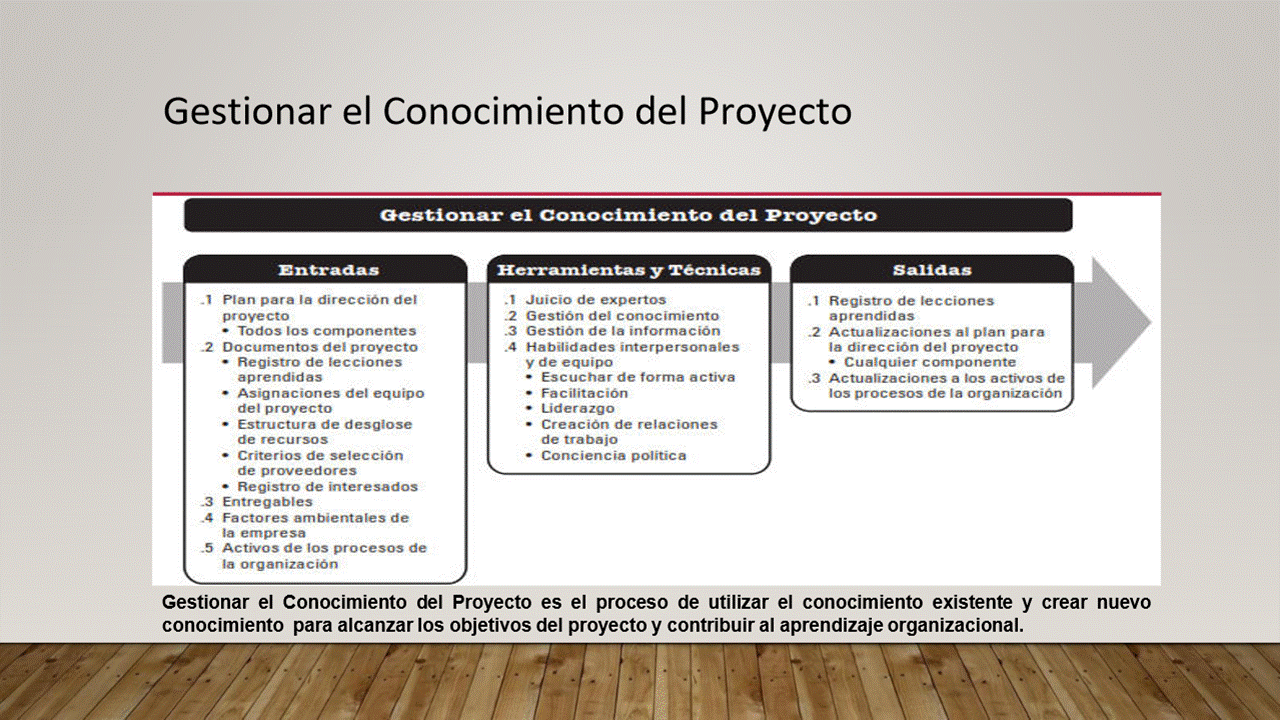 Gestionar el Conocimiento del Proyecto
Gestionar el Conocimiento del Proyecto
Entradas
.1 Plan para la dirección del
proyecto
• Todos los componentes
.2 Documentos del proyecto
• Registro de lecciones
aprendidas
• Asignaciones del equipo
del proyecto
• Estructura de desglose
de recursos
• Criterios de selección
de proveedores
• Registro de interesados
.3 Entregables
.4 Factores ambientales de
la empresa
.5 Activos de los procesos de
la organización
Herramientas y Técnicas
.1 Juicio de expertos
.2 Gestión del conocimiento
.3 Gestión de la información
.4 Habilidades interpersonales
y de equipo
• Escuchar de forma activa
• Facilitación
• Liderazgo
• Creación de relaciones
de trabajo
• Conciencia política
Salidas
.1 Registro de lecciones
aprendidas
.2 Actualizaciones al plan para
la dirección del proyecto
• Cualquier componente
.3 Actualizaciones a los activos de
los procesos de la organización
Gestionar el Conocimiento del Proyecto es el proceso de utilizar el conocimiento existente y crear nuevo
conocimiento para alcanzar los objetivos del proyecto y contribuir al aprendizaje organizacional.